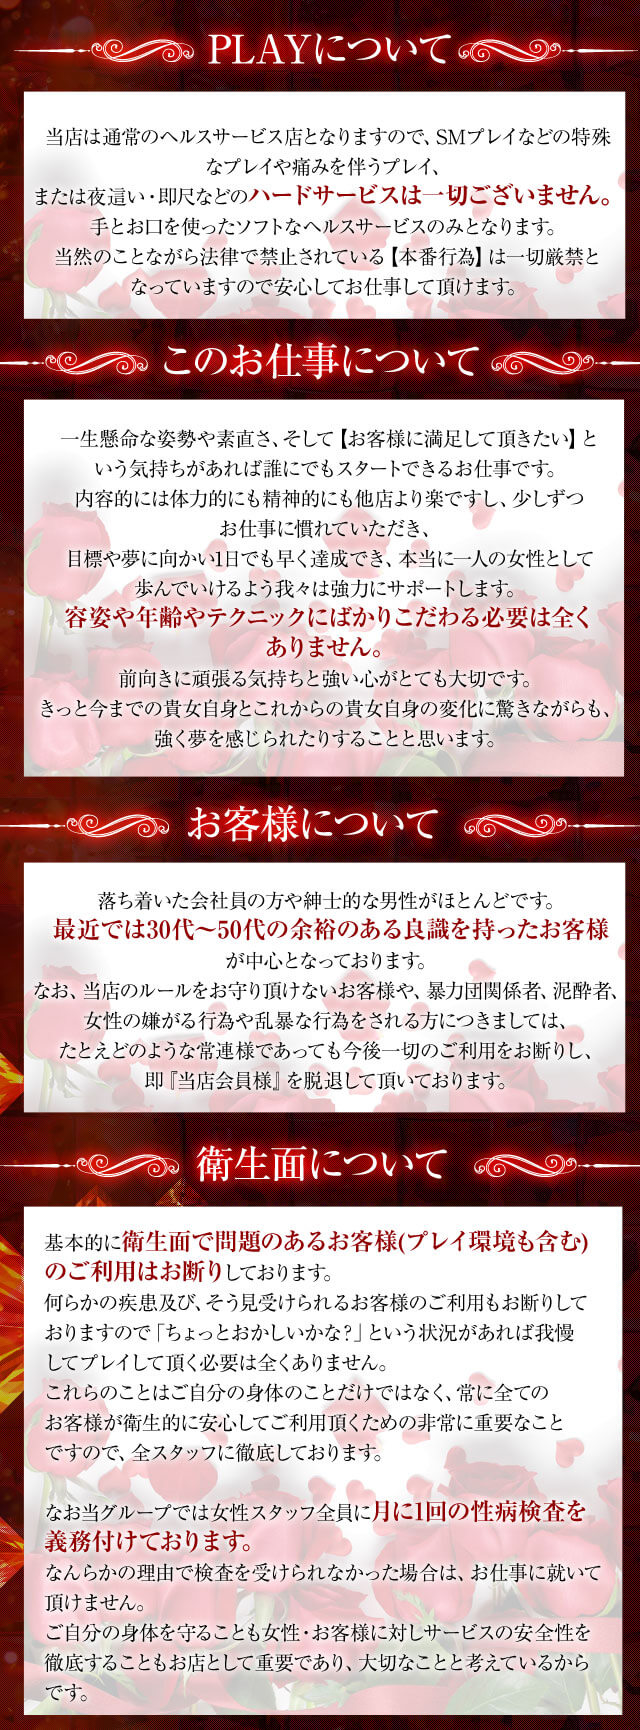 PLAYについて
当店は通常のヘルスサービス店となりますので、SMプレイなどの特殊
なプレイや痛みを伴うプレイ、
または夜這い・即尺などのハードサービスは一切ございません。
手とお口を使ったソフトなヘルスサービスのみとなります。
当然のことながら法律で禁止されている【本番行為】は一切厳禁と
なっていますので安心してお仕事して頂けます。
このお仕事について
一生懸命な姿勢や素直さ、そして【お客様に満足して頂きたい】と
いう気持ちがあれば誰にでもスタートできるお仕事です。
内容的には体力的にも精神的にも他店より楽ですし、少しずつ
お仕事に慣れていただき、
目標や夢に向かい1日でも早く達成でき、本当に一人の女性として
歩んでいけるよう我々は強力にサポートします。
容姿や年齢やテクニックにばかりこだわる必要は全く
ありません。
前向きに頑張る気持ちと強い心がとても大切です。
きっと今までの貴女自身とこれからの貴女自身の変化に驚きながらも、
強く夢を感じられたりすることと思います。
お客様について
落ち着いた会社員の方や紳士的な男性がほとんどです。
最近では30代～50代の余裕のある良識を持ったお客様
が中心となっております。
なお、当店のルールをお守り頂けないお客様や、暴力団関係者、泥酔者、
女性の嫌がる行為や乱暴な行為をされる方につきましては、
たとえどのような常連様であっても今後一切のご利用をお断りし、
即『当店会員様』を脱退して頂いております。
衛生面について
基本的に衛生面で問題のあるお客様(プレイ環境も含む)
のご利用はお断りしております。
何らかの疾患及び、そう見受けられるお客様のご利用もお断りして
おりますので「ちょっとおかしいかな?」という状況があれば我慢
してプレイして頂く必要は全くありません。
これらのことはご自分の身体のことだけではなく、常に全ての
お客様が衛生的に安心してご利用頂くための非常に重要なこと
ですので、全スタッフに徹底しております。
なお当グループでは女性スタッフ全員に月に1回の性病検査を
義務付けております。
なんらかの理由で検査を受けられなかった場合は、お仕事に就いて
頂けません。
ご自分の身体を守ることも女性・お客様に対しサービスの安全性を
徹底することもお店として重要であり、大切なことと考えているから
です。